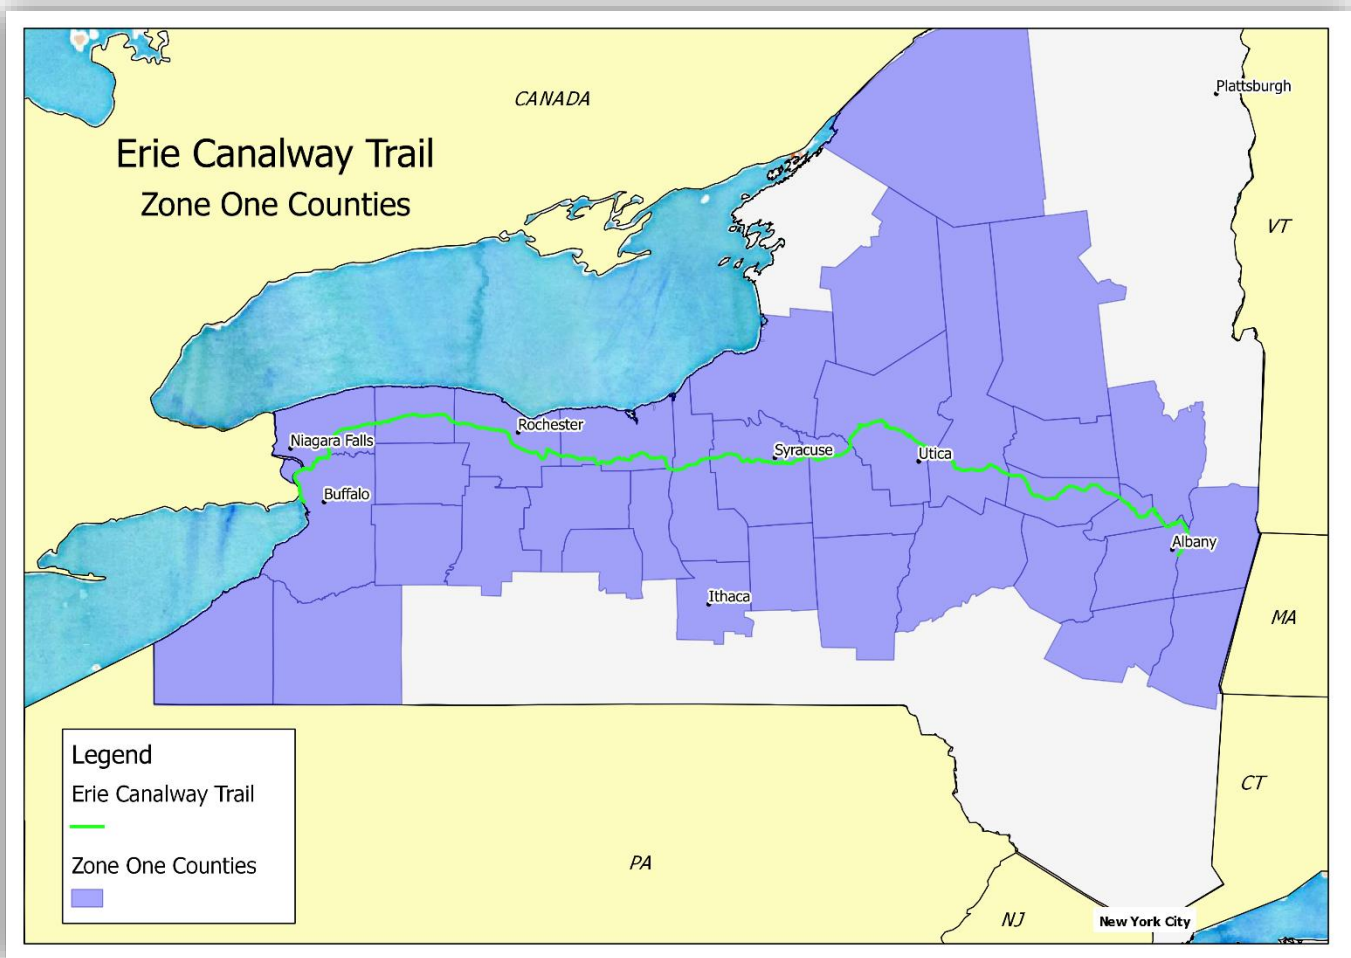 CANADA
Plattsburgh
Erie Canalway Trail
Zone One Counties
VT
Rochester
Niagara Falls
Syracuse
Utica
Buffalo
Albany
Ithaca
MA
Legend
Erie Canalway Trail
Zone One Counties
CT
PA
NJ
New York City